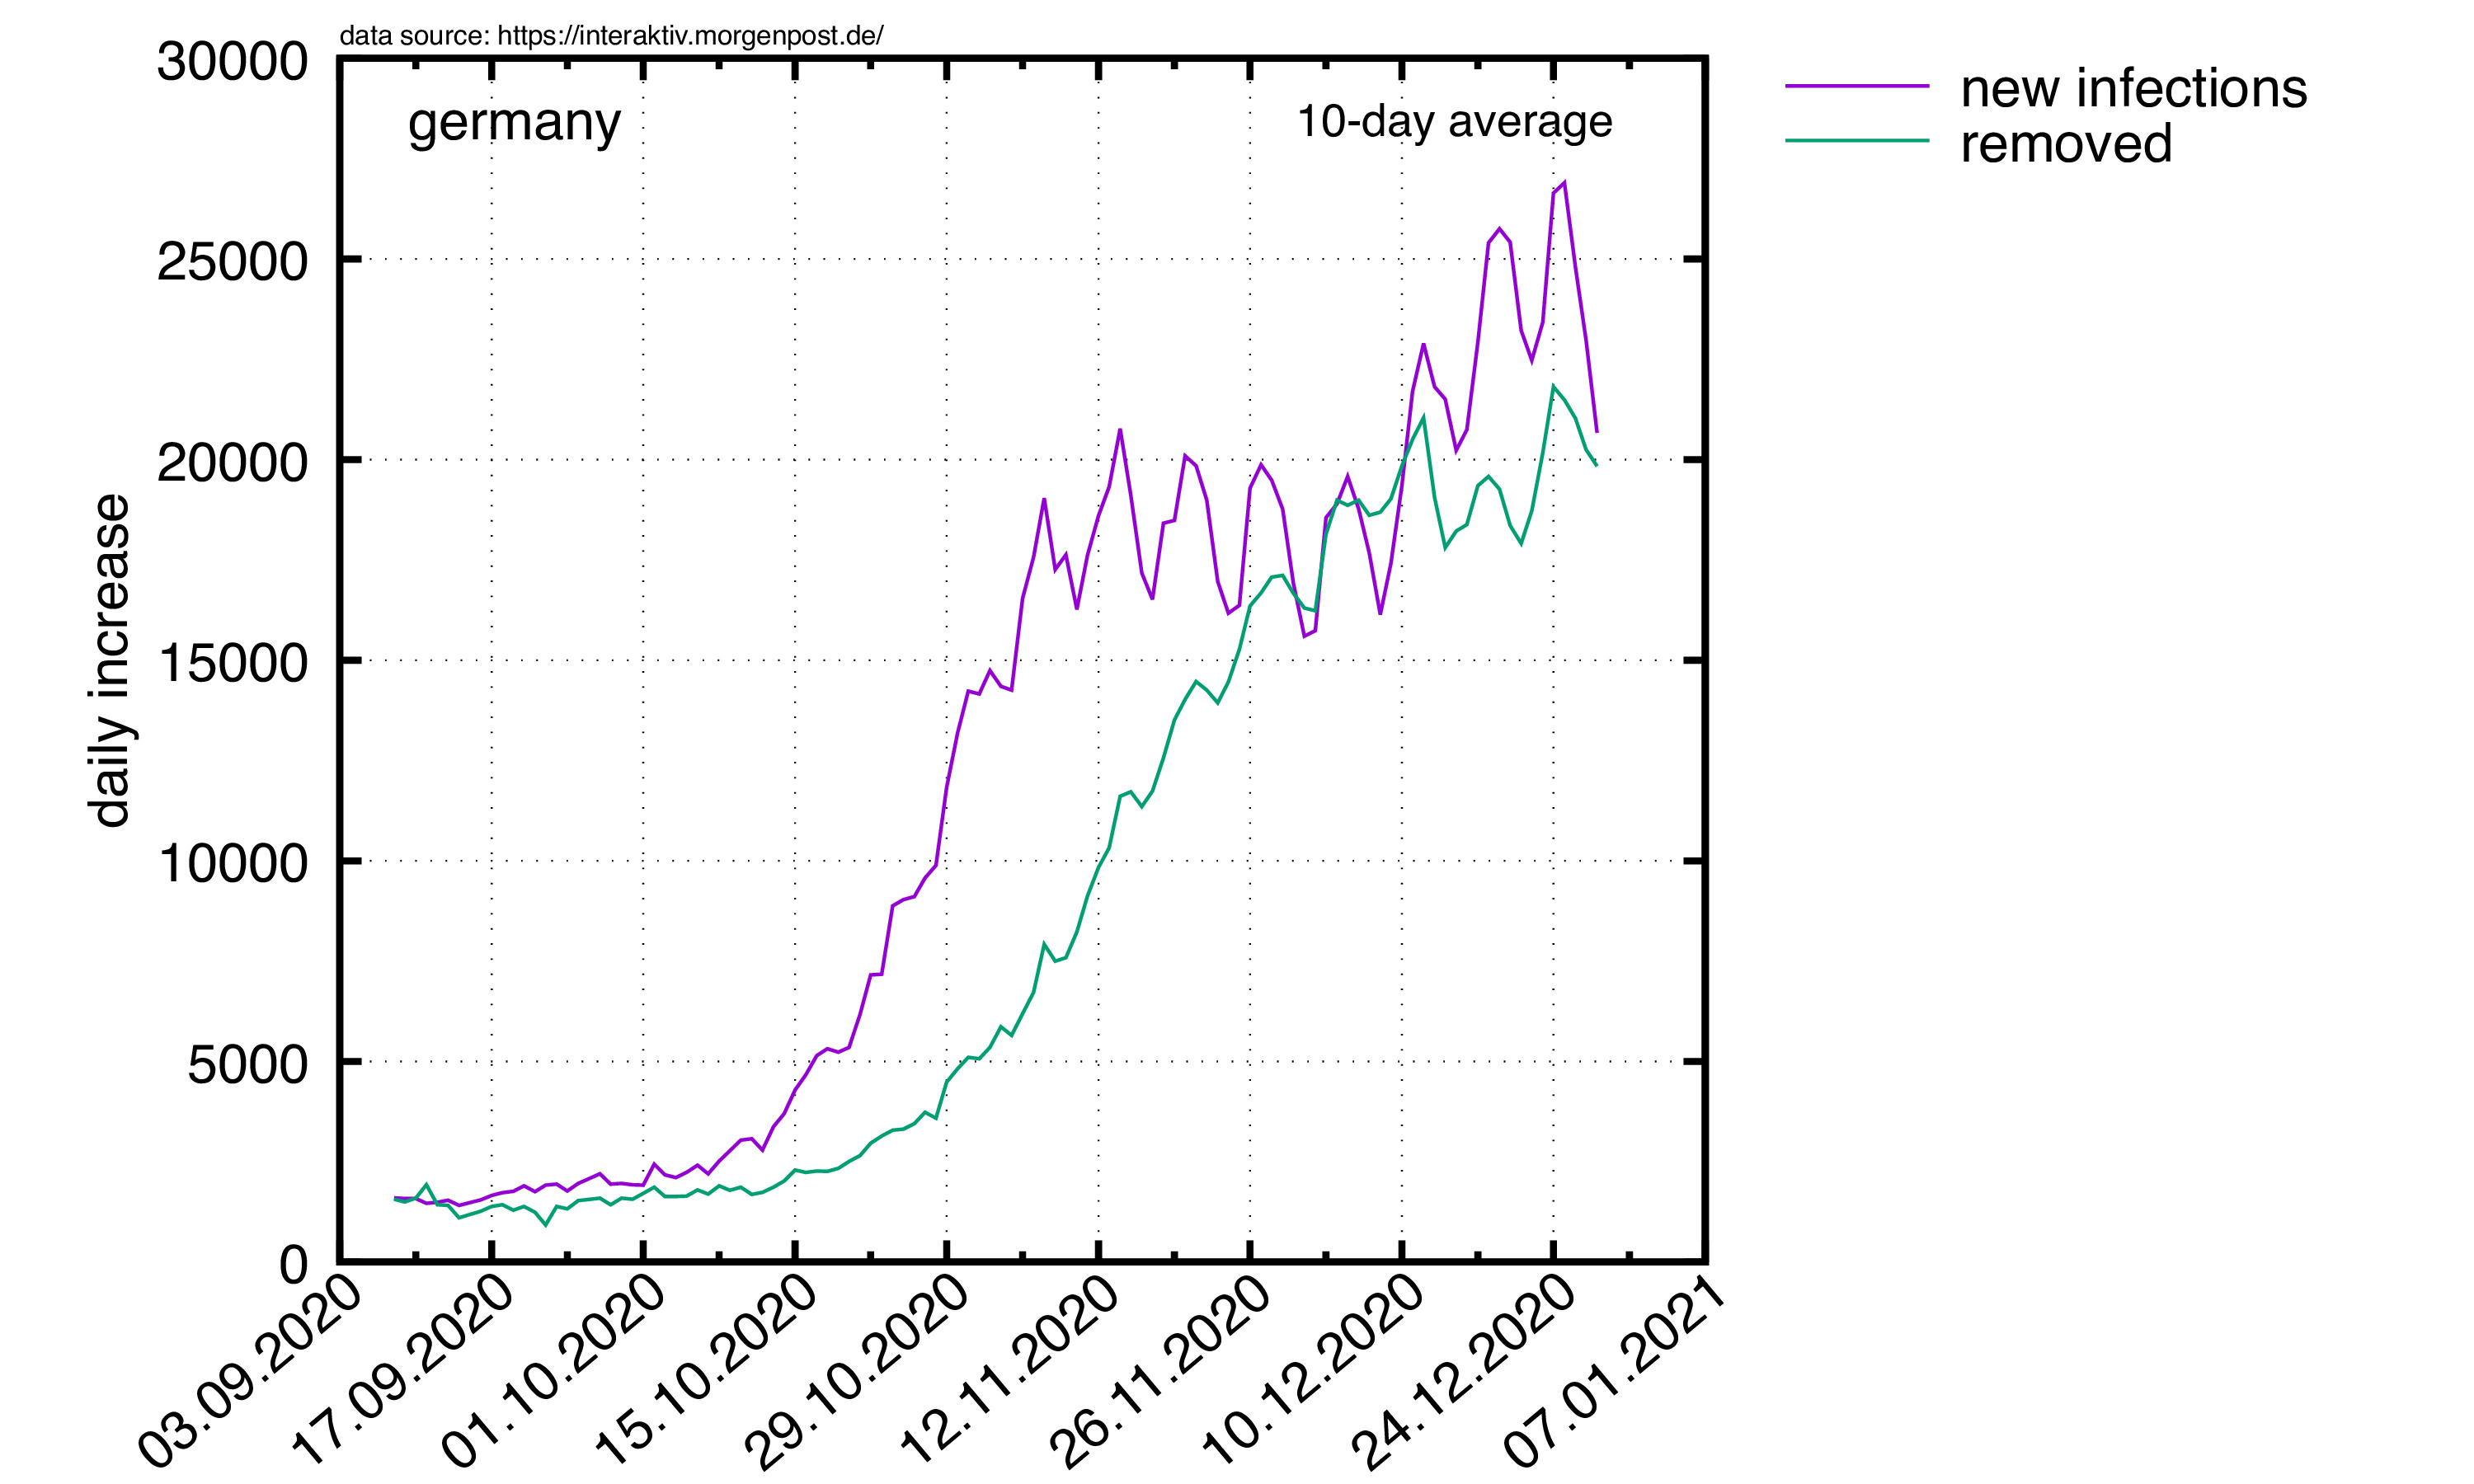 data source: https://interaktiv.morgenpost.de/
germany
10-day average
new infections
removed
daily increase
30000
25000
20000
15000
10000
5000
0
03.09.2020
17.09.2020
01.10.2020
15.10.2020
29.10.2020
12.11.2020
26.11.2020
10.12.2020
24.12.2020
07.01.2021